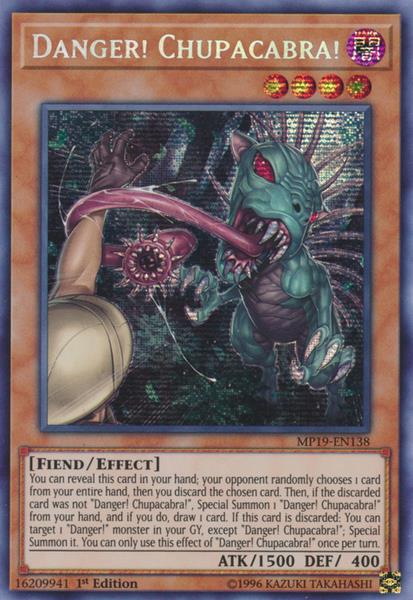 DANGER! CHUPACABRA!
闇
MP19-EN138
[FIEND/EFFECT]
You can reveal this card in your hand; your opponent randomly chooses 1 card
from your entire hand, then you discard the chosen card. Then, if the discarded
card was not "Danger! Chupacabra!", Special Summon 1 "Danger! Chupacabra!"
from your hand, and if you do, draw 1 card. If this card is discarded: You can
target 1 "Danger!" monster in your GY, except "Danger! Chupacabra!"; Special
Summon it. You can only use this effect of "Danger! Chupacabra!" once per turn.
ATK/1500 DEF/ 400
16209941 1st Edition ©1996 KAZUKI TAKAHASHI